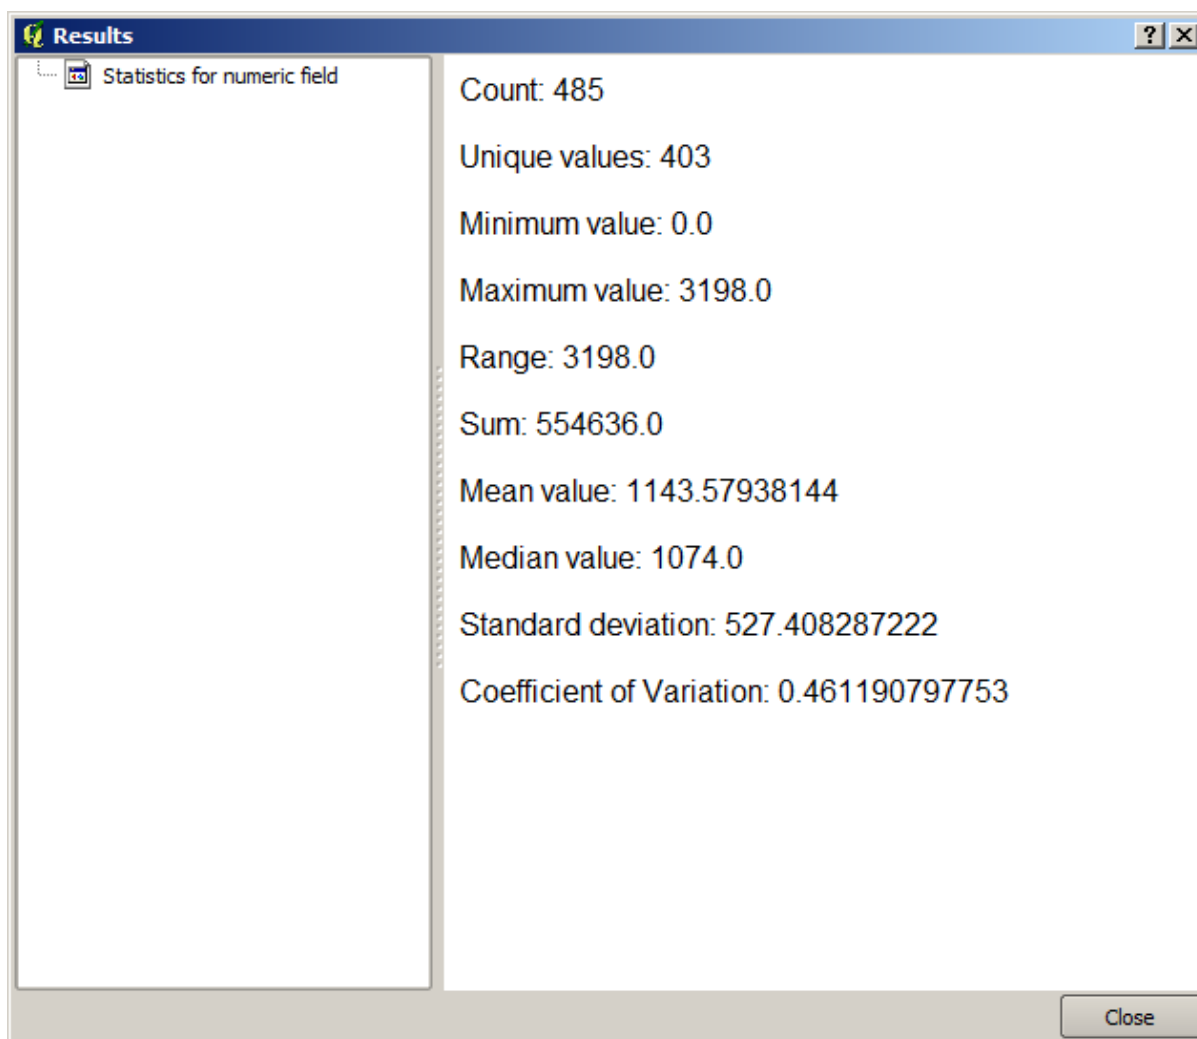 Results
Statistics for numeric field
Count: 485
Unique values: 403
Minimum value: 0.0
Maximum value: 3198.0
Range: 3198.0
Sum: 554636.0
Mean value: 1143.57938144
Median value: 1074.0
Standard deviation: 527.408287222
Coefficient of Variation: 0.461190797753
Close